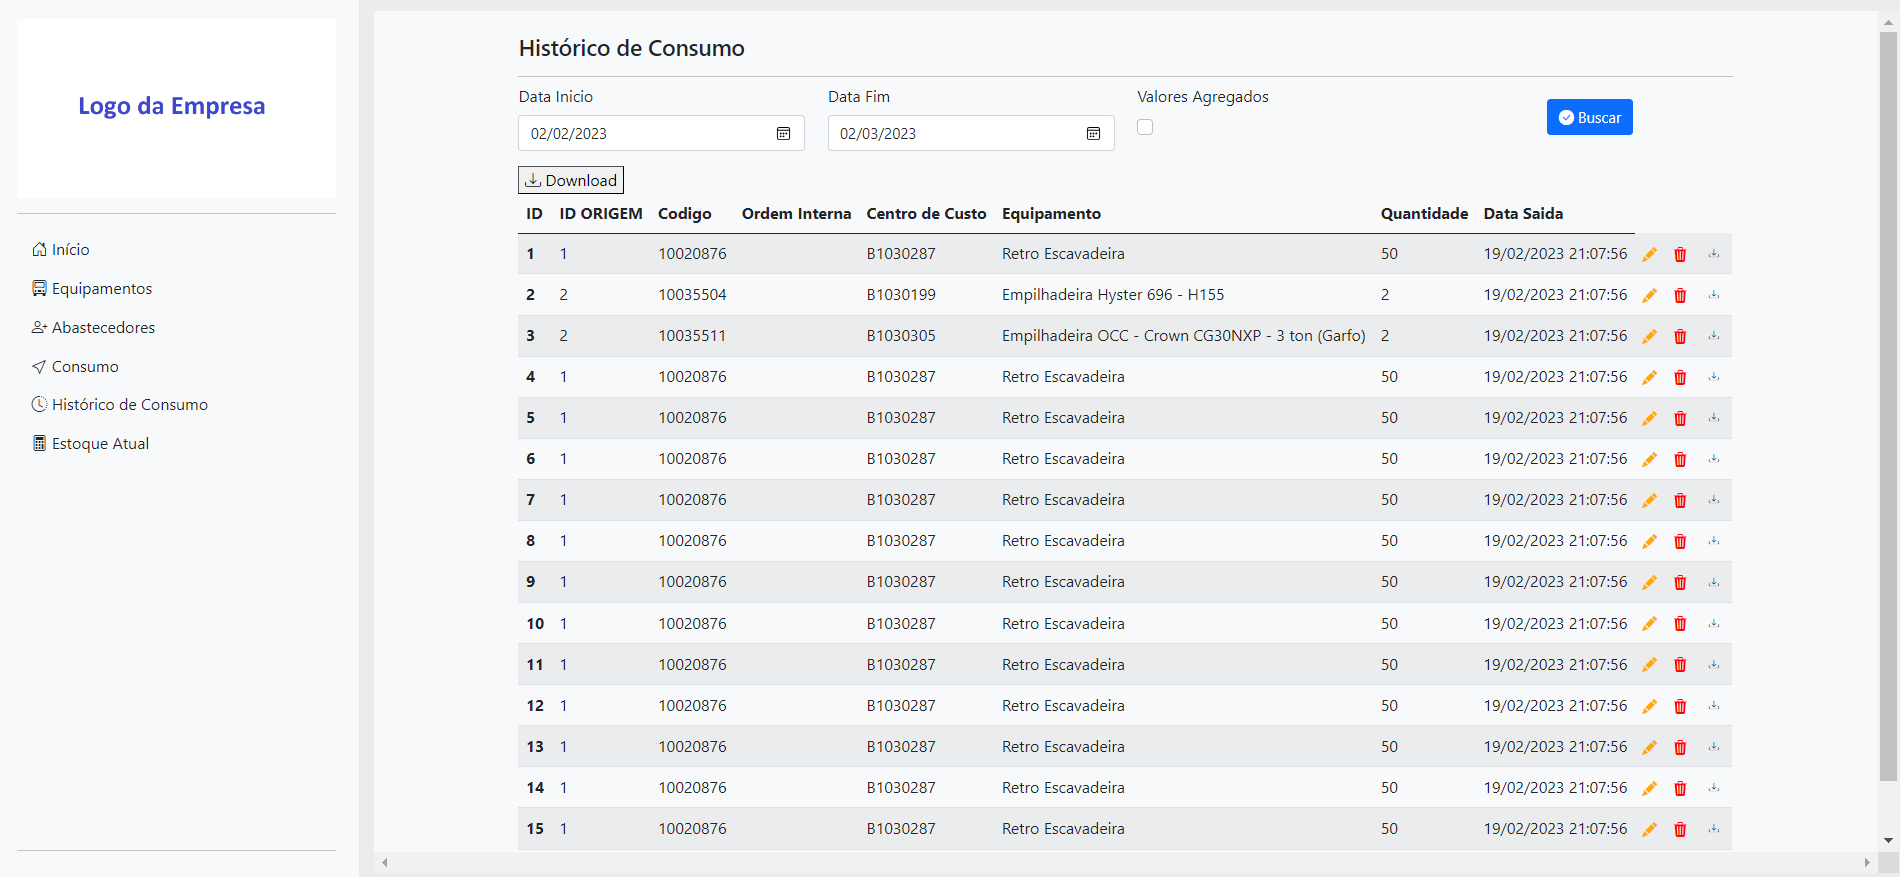 Logo da Empresa
Início
Equipamentos
Abastecedores
Consumo
Histórico de Consumo
Estoque Atual
Histórico de Consumo
Data Inicio Data Fim Valores Agregados
02/02/2023 02/03/2023 Buscar
Download
ID ID ORIGEM Codigo Ordem Interna Centro de Custo Equipamento Quantidade Data Saida
1 1 10020876 B1030287 Retro Escavadeira 50 19/02/2023 21:07:56
2 2 10035504 B1030199 Empilhadeira Hyster 696 - H155 2 19/02/2023 21:07:56
3 2 10035511 B1030305 Empilhadeira OCC - Crown CG30NXP - 3 ton (Garfo) 2 19/02/2023 21:07:56
4 1 10020876 B1030287 Retro Escavadeira 50 19/02/2023 21:07:56
5 1 10020876 B1030287 Retro Escavadeira 50 19/02/2023 21:07:56
6 1 10020876 B1030287 Retro Escavadeira 50 19/02/2023 21:07:56
7 1 10020876 B1030287 Retro Escavadeira 50 19/02/2023 21:07:56
8 1 10020876 B1030287 Retro Escavadeira 50 19/02/2023 21:07:56
9 1 10020876 B1030287 Retro Escavadeira 50 19/02/2023 21:07:56
10 1 10020876 B1030287 Retro Escavadeira 50 19/02/2023 21:07:56
11 1 10020876 B1030287 Retro Escavadeira 50 19/02/2023 21:07:56
12 1 10020876 B1030287 Retro Escavadeira 50 19/02/2023 21:07:56
13 1 10020876 B1030287 Retro Escavadeira 50 19/02/2023 21:07:56
14 1 10020876 B1030287 Retro Escavadeira 50 19/02/2023 21:07:56
15 1 10020876 B1030287 Retro Escavadeira 50 19/02/2023 21:07:56